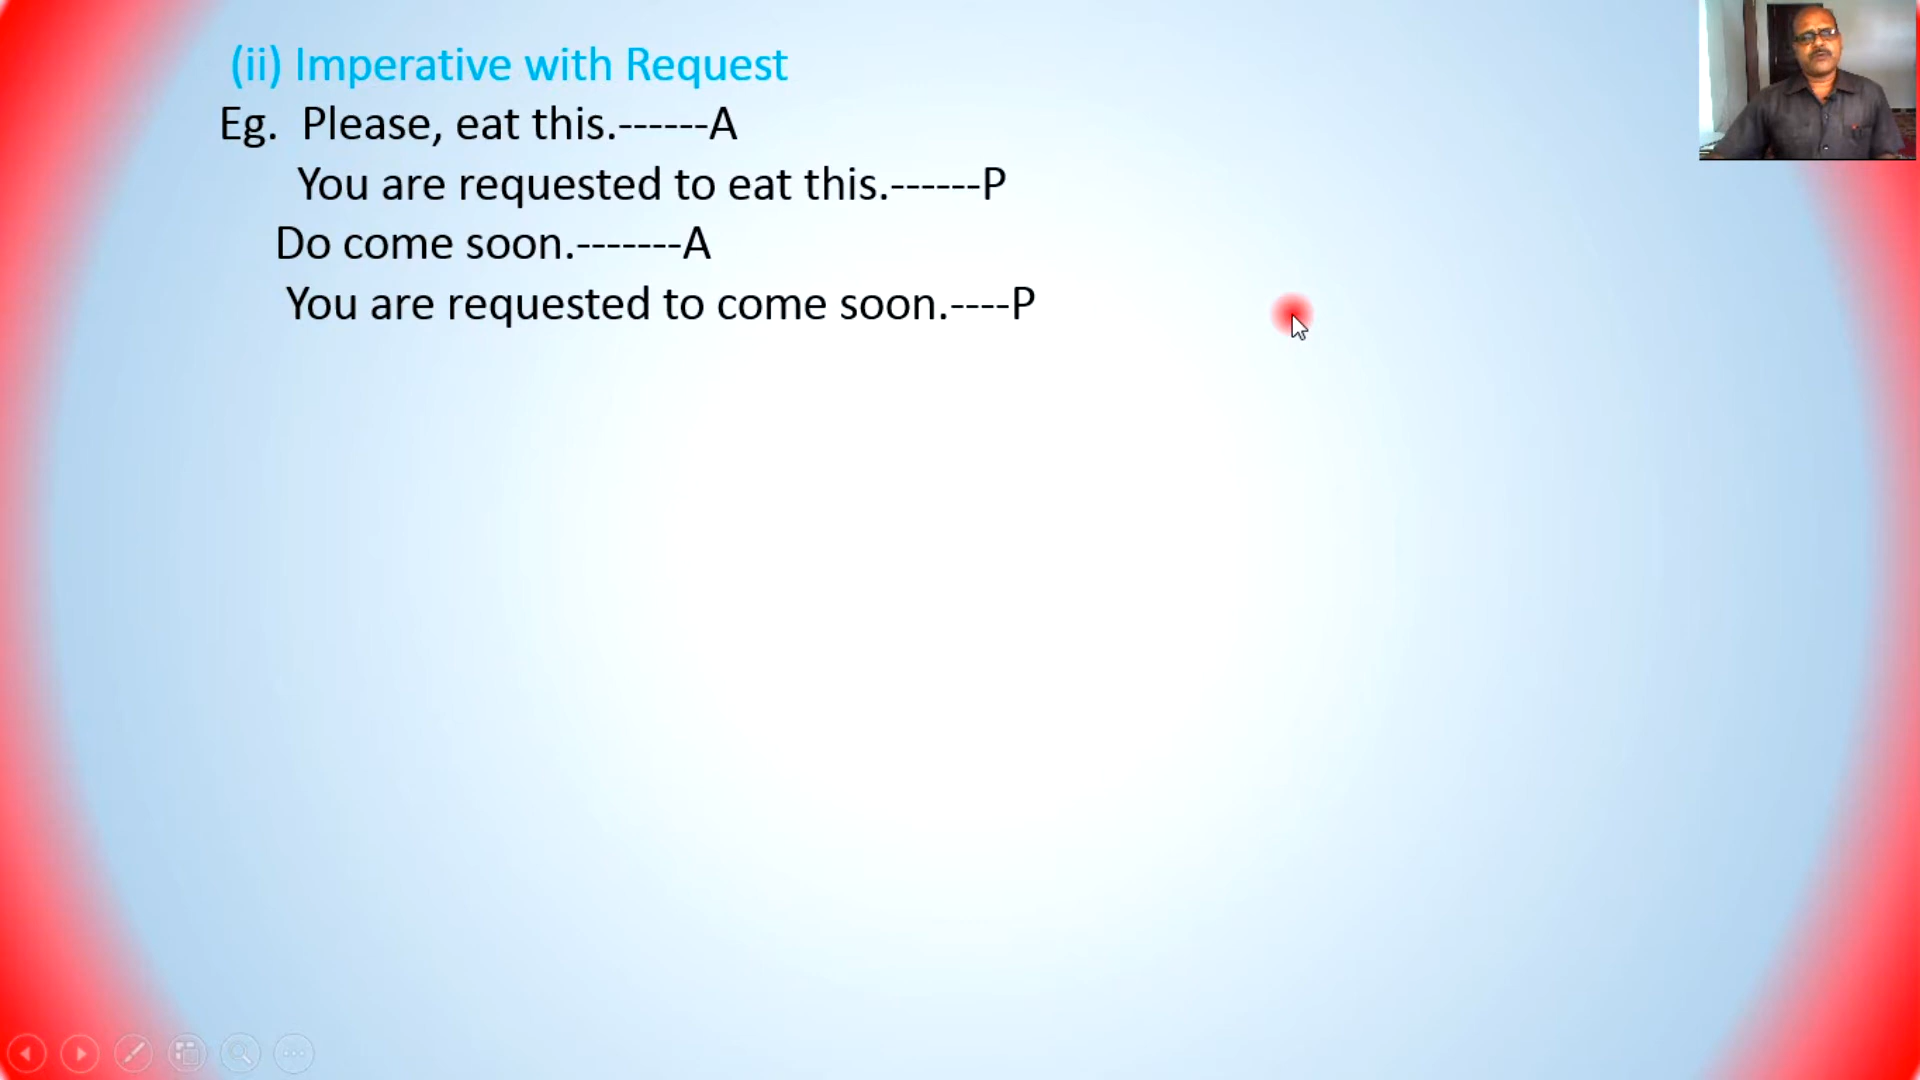 (ii) Imperative with Request
Eg. Please, eat this.------A
You are requested to eat this.------P
Do come soon.-------A
You are requested to come soon.----P